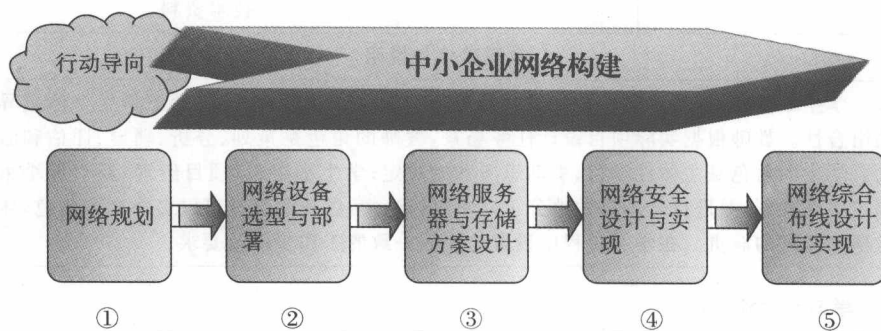 行动导向
中小企业网络构建
网络规划
网络设备
选型与部
署
网络服务
器与存储
方案设计
网络安全
设计与实
现
网络综合
布线设计
与实现
①
②
③
④
⑤